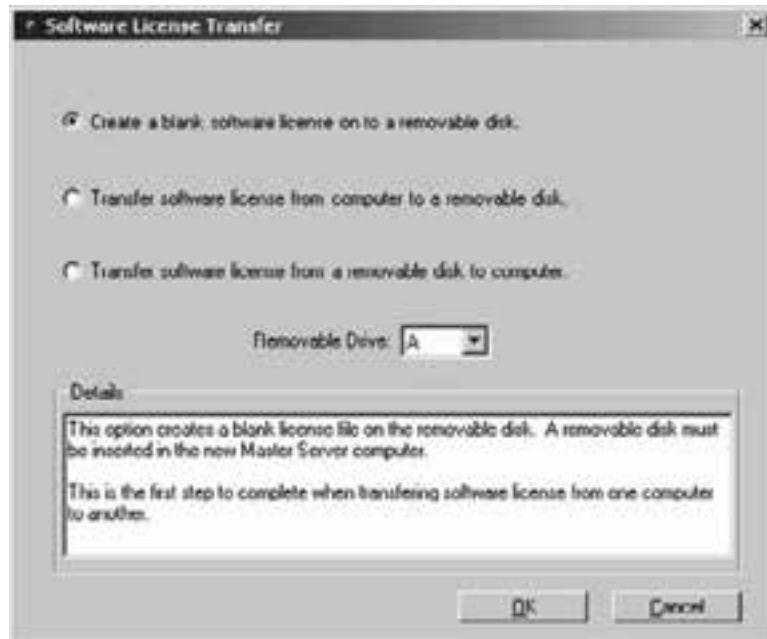 Software License Transfer
Create a blank software license on to a removable disk.
Transfer software license from computer to a removable disk.
Transfer software license from a removable disk to computer.
Removable Drive: A
Details
This option creates a blank license file on the removable disk. A removable disk must
be inserted in the new Master Server computer.
This is the first step to complete when transfering software license from one computer
to another.
OK
Cancel